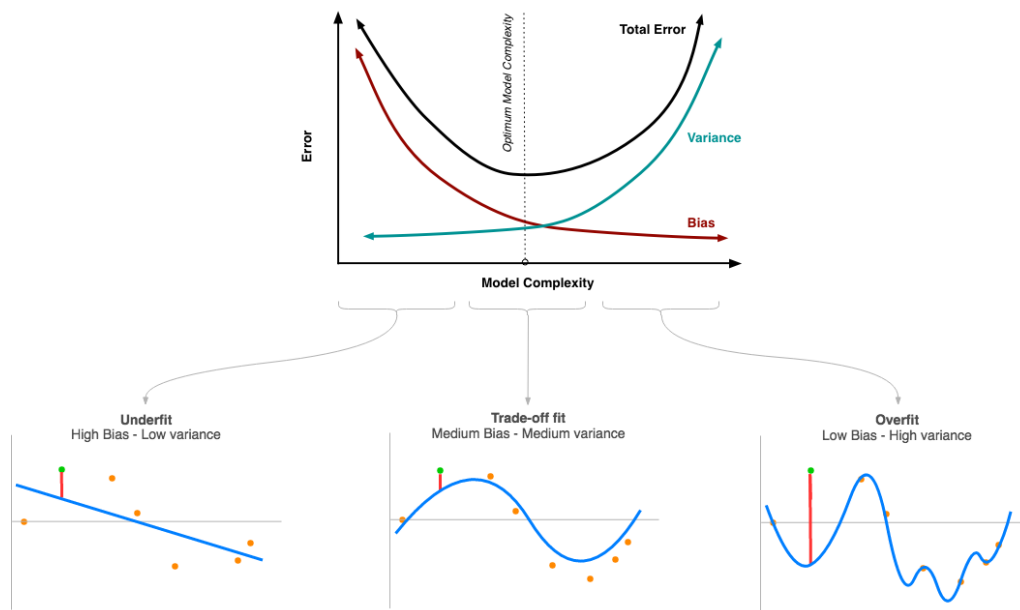 Total Error
Optimum Model Complexity
Error
Variance
Bias
Model Complexity
Underfit
High Bias - Low variance
Trade-off fit
Medium Bias - Medium variance
Overfit
Low Bias - High variance